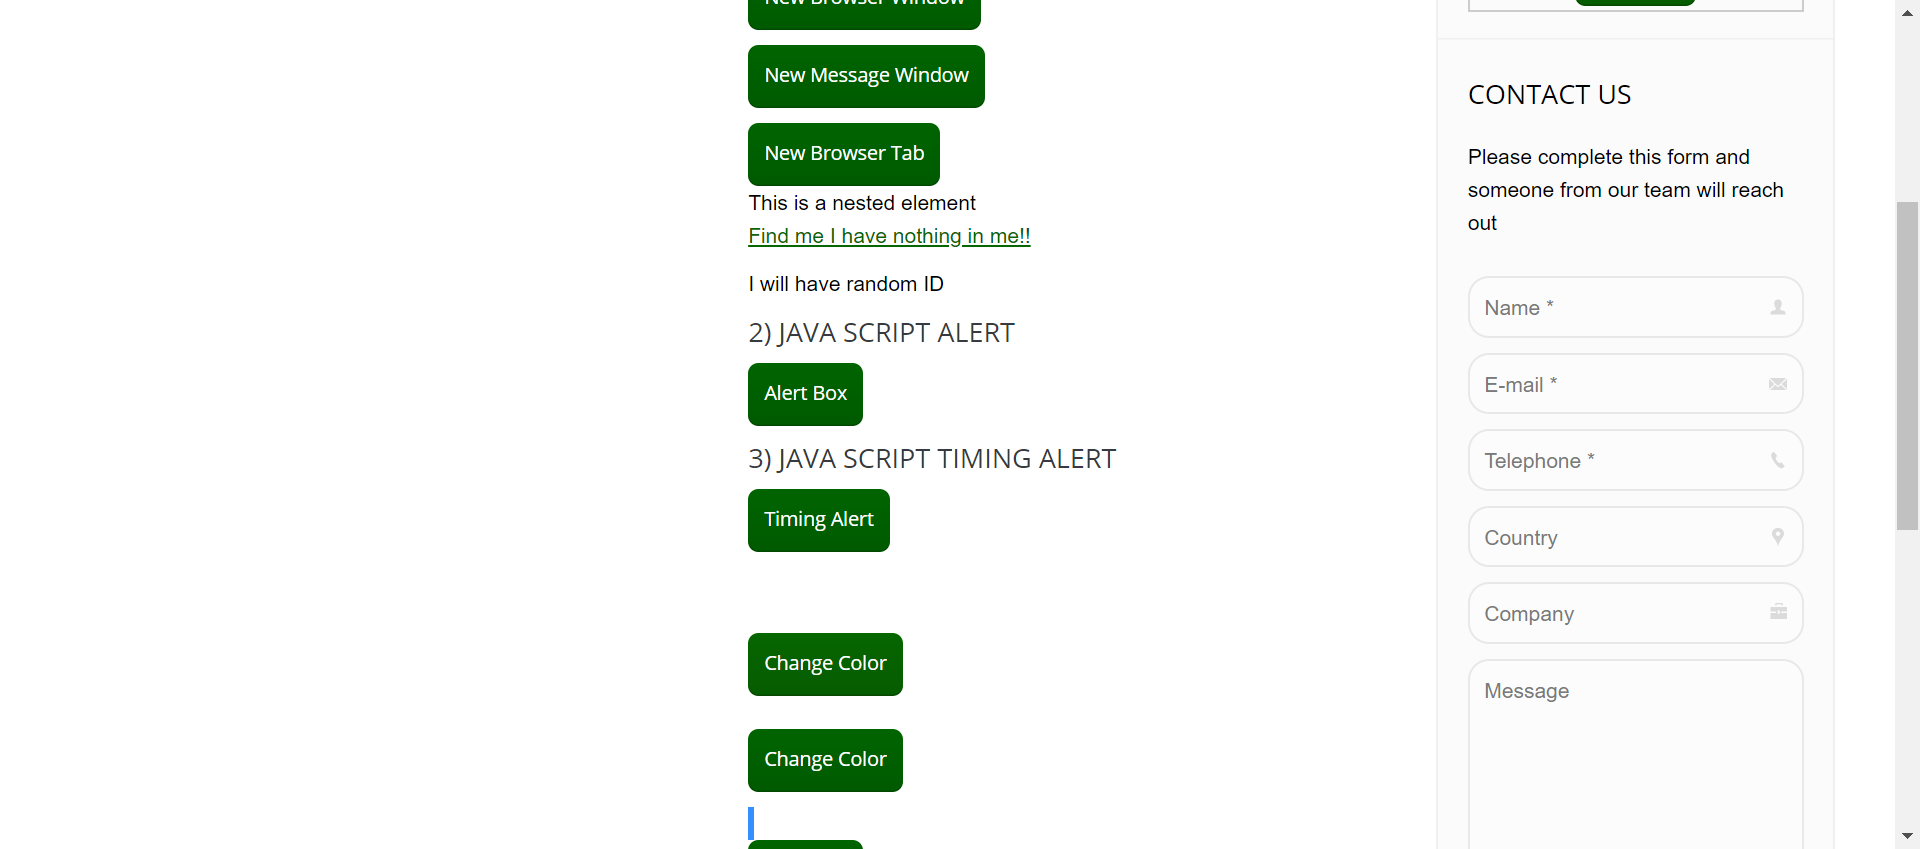 New Browser Window
New Message Window
New Browser Tab
This is a nested element
Find me I have nothing in me!!
I will have random ID
2) JAVA SCRIPT ALERT
Alert Box
3) JAVA SCRIPT TIMING ALERT
Timing Alert
Change Color
Change Color
CONTACT US
Please complete this form and
someone from our team will reach
out
Name *
E-mail *
Telephone *
Country
Company
Message